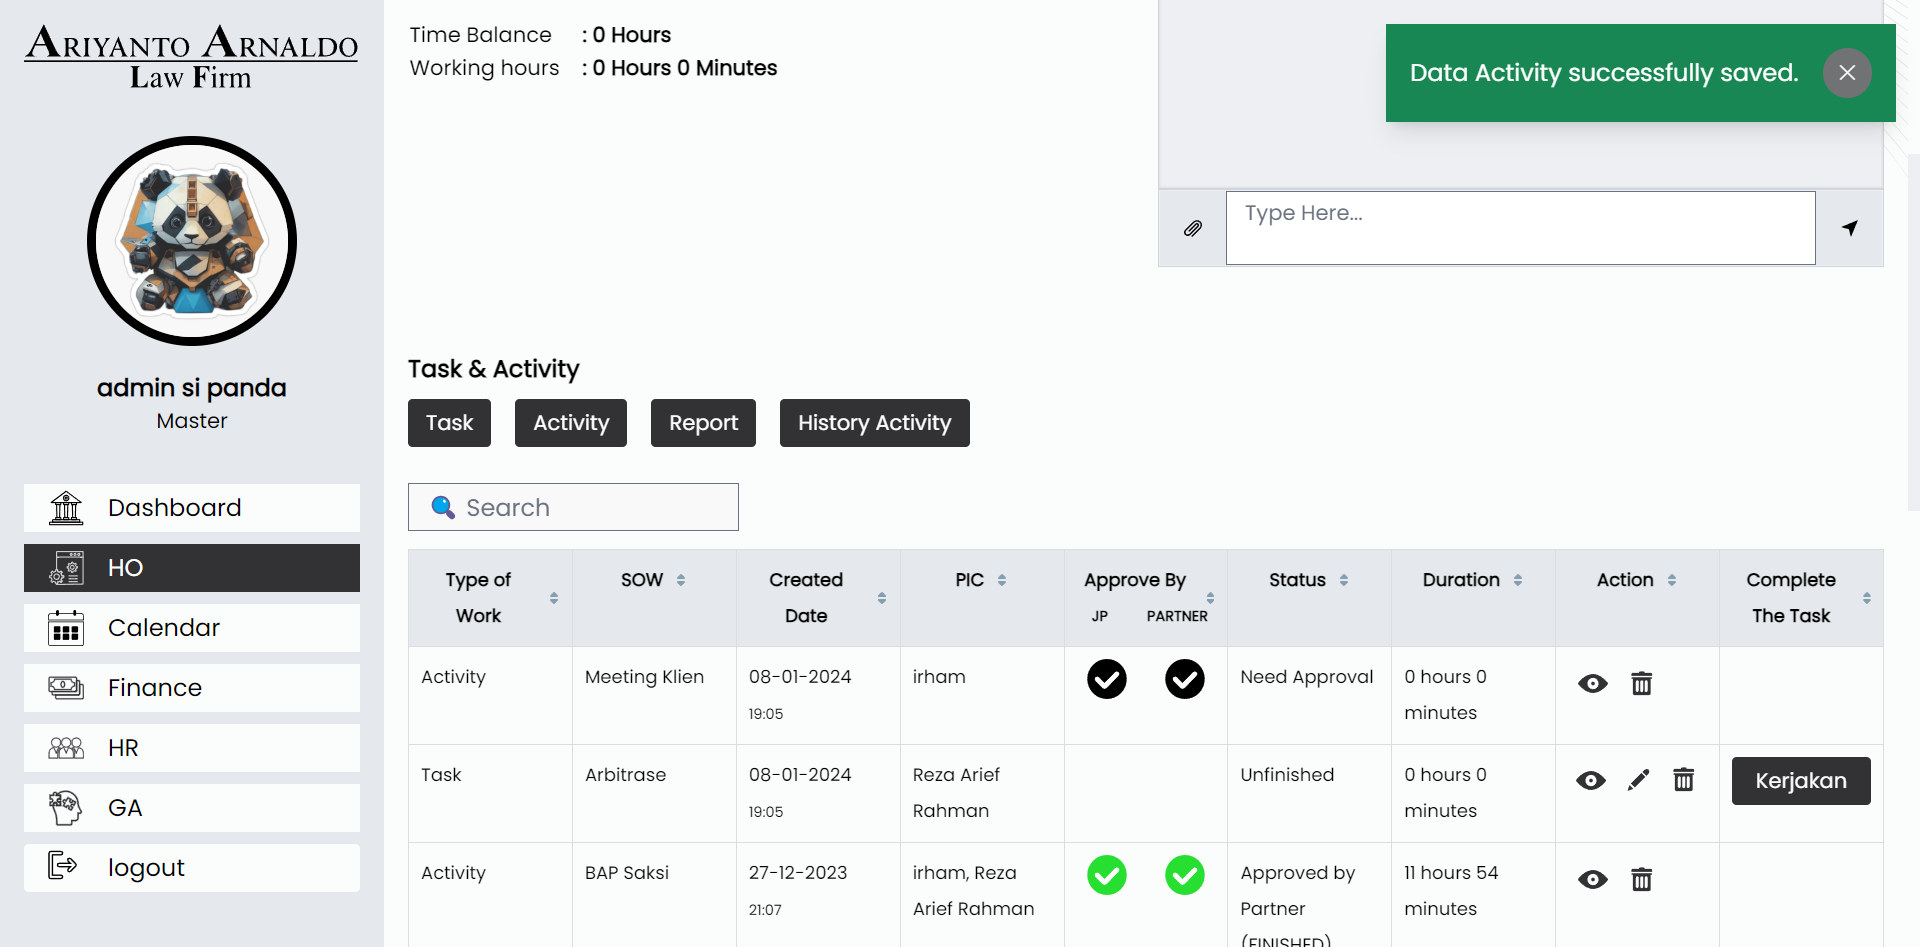 ARIYANTO ARNALDO
Law Firm
admin si panda
Master
Dashboard
HO
Calendar
Finance
HR
GA
logout
Time Balance : 0 Hours
Working hours : 0 Hours 0 Minutes
Data Activity successfully saved.
Type Here...
Task & Activity
Task Activity Report History Activity
Search
Type of Work SOW Created Date PIC Approve By JP PARTNER Status Duration Action Complete The Task
Activity Meeting Klien 08-01-2024 irham Need Approval 0 hours 0
19:05 minutes
Task Arbitrase 08-01-2024 Reza Arief Unfinished 0 hours 0 Kerjakan
19:05 Rahman minutes
Activity BAP Saksi 27-12-2023 irham, Reza Approved by 11 hours 54
21:07 Arief Rahman Partner minutes
(FINISHED)